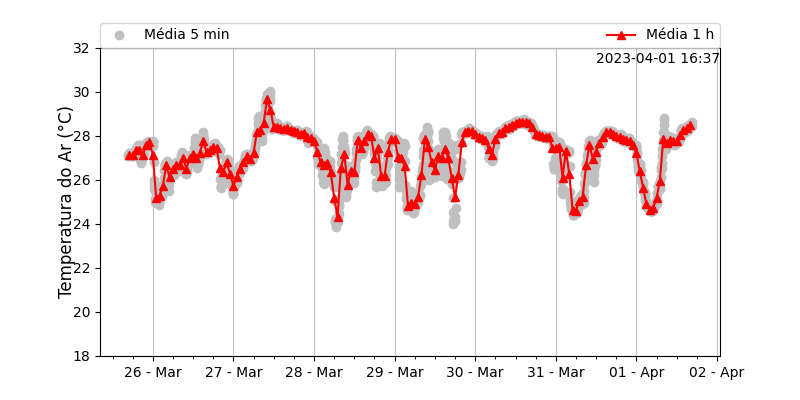 Média 5 min
Média 1 h
2023-04-01 16:37
Temperatura do Ar (°C)
32
30
28
26
24
22
20
18
26 - Mar
27 - Mar
28 - Mar
29 - Mar
30 - Mar
31 - Mar
01 - Apr
02 - Apr